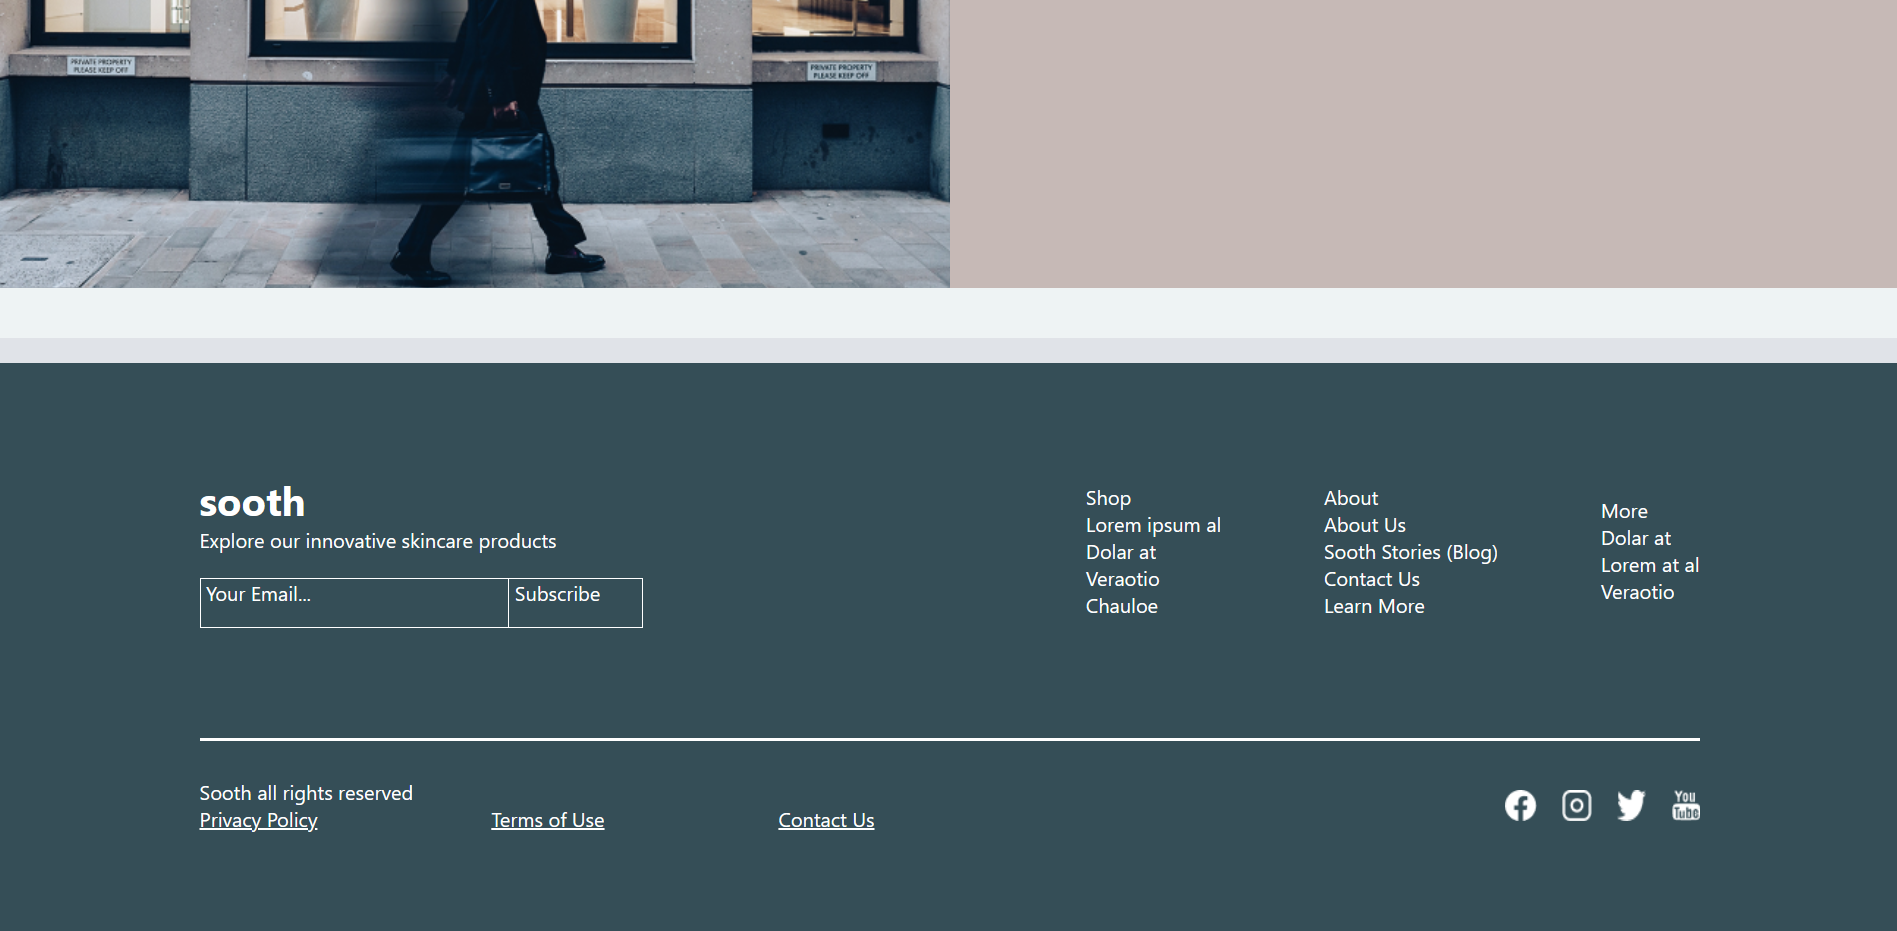 PRIVATE PROPERTY
PLEASE KEEP OFF
PRIVATE PROPERTY
PLEASE KEEP OFF
sooth
Explore our innovative skincare products
Your Email...
Subscribe
Shop
Lorem ipsum al
Dolar at
Veraotio
Chauloe
About
About Us
Sooth Stories (Blog)
Contact Us
Learn More
More
Dolar at
Lorem at al
Veraotio
Sooth all rights reserved
Privacy Policy
Terms of Use
Contact Us
You
Tube